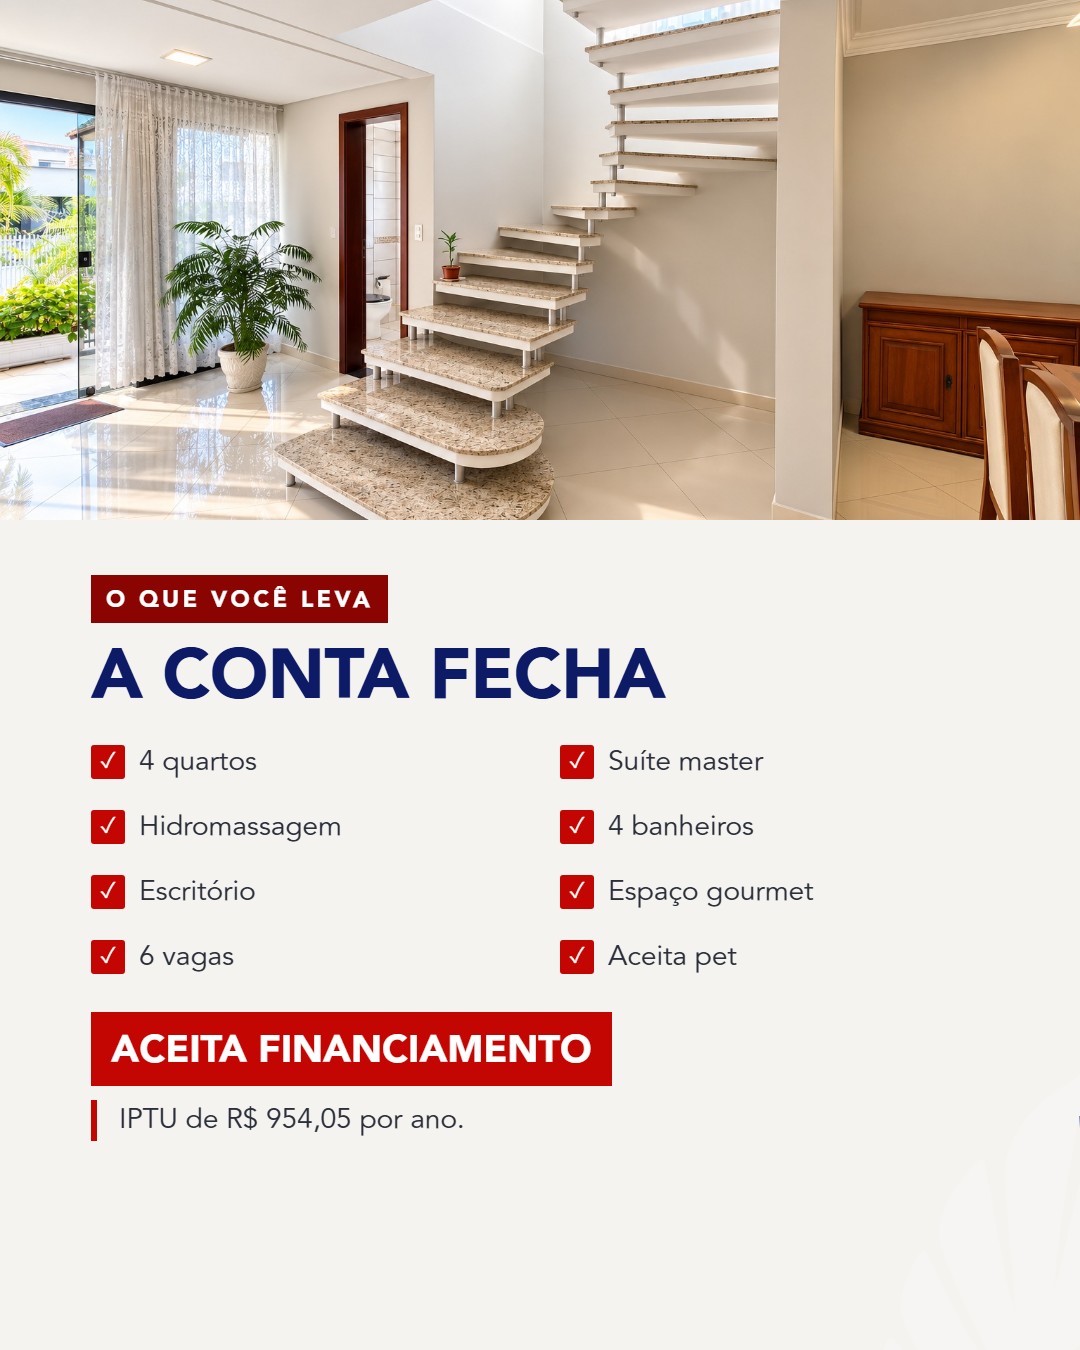 O QUE VOCÊ LEVA
A CONTA FECHA
✓ 4 quartos
✓ Suíte master
✓ Hidromassagem
✓ 4 banheiros
✓ Escritório
✓ Espaço gourmet
✓ 6 vagas
✓ Aceita pet
ACEITA FINANCIAMENTO
IPTU de R$ 954,05 por ano.